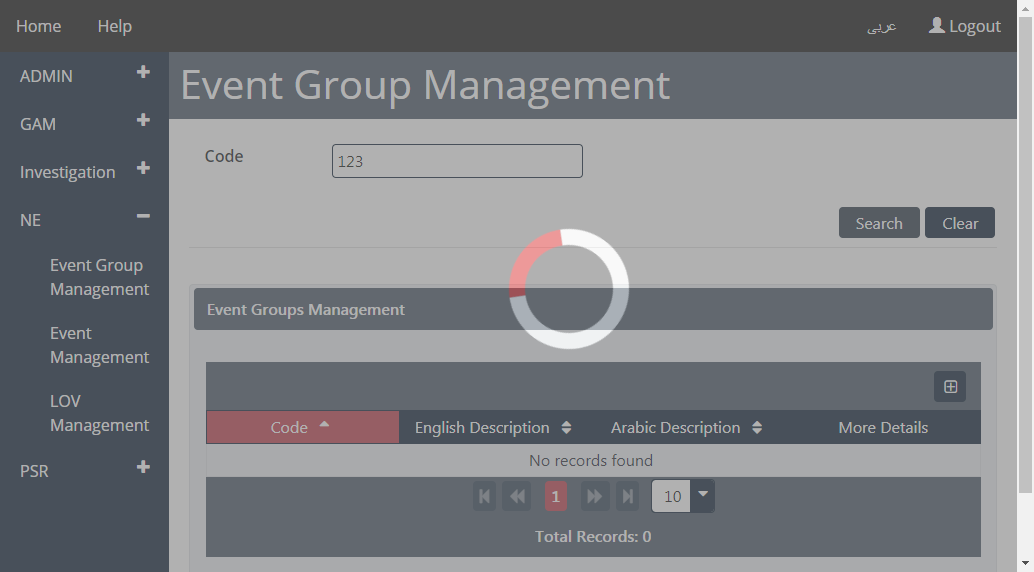 Home Help عربى Logout
ADMIN
GAM
Investigation
NE
Event Group
Management
Event
Management
LOV
Management
PSR
Event Group Management
Code 123
Search Clear
Event Groups Management
Code English Description Arabic Description More Details
No records found
1 10
Total Records: 0